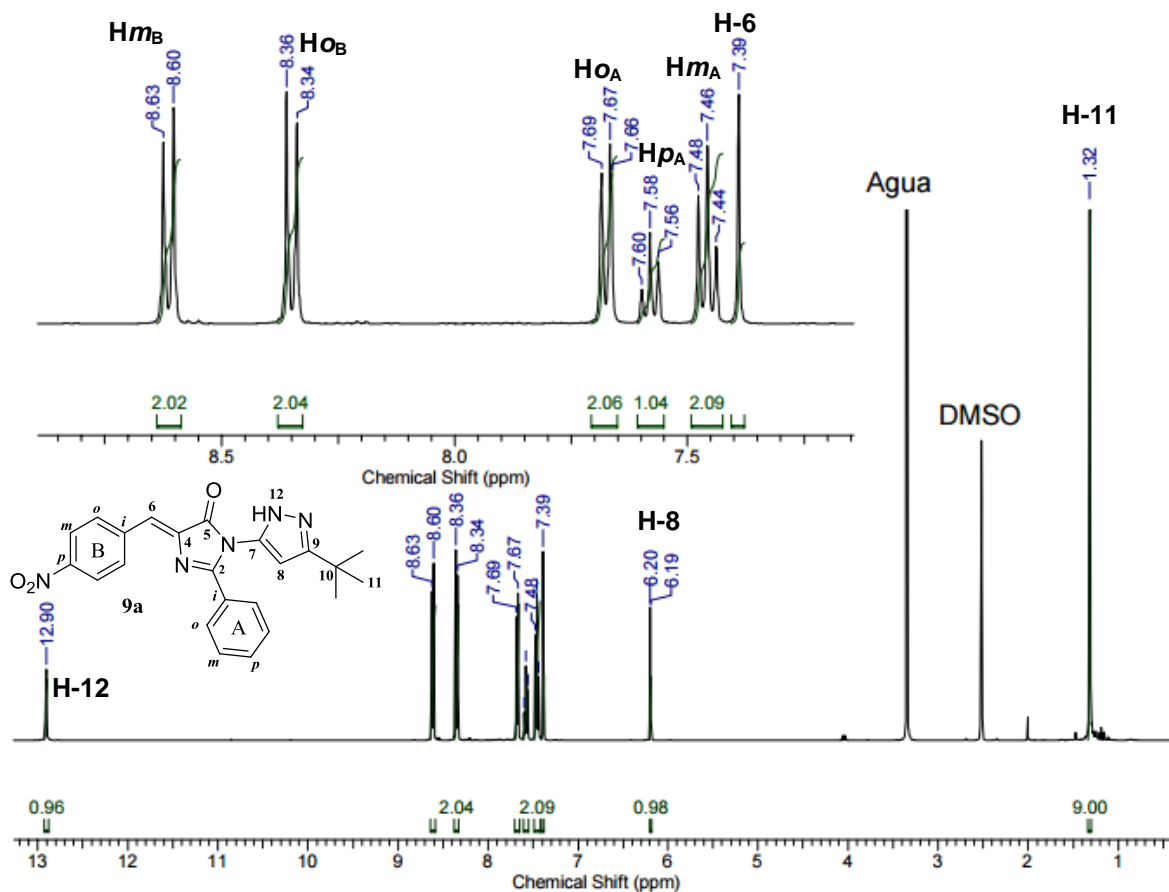 HmB
8.63
8.60
8.36
HoB
8.34
HoA
7.69
7.67
7.66
HpA
7.60
7.58
7.56
HmA
7.48
7.46
7.44
H-6
7.39
H-11
1.32
Agua
DMSO
2.02
2.04
2.06
1.04
2.09
8.5
8.0
7.5
Chemical Shift (ppm)
8.63
8.60
8.36
8.34
7.69
7.67
7.48
7.39
H-8
6.20
6.19
12.90
H-12
O
12
HN
N
o
6
m
i
5
p
B
4
N
7
9
8
10
11
O2N
N
2
9a
i
o
A
m
p
0.96
2.04
2.09
0.98
9.00
13 12 11 10 9 8 7 6 5 4 3 2 1
Chemical Shift (ppm)